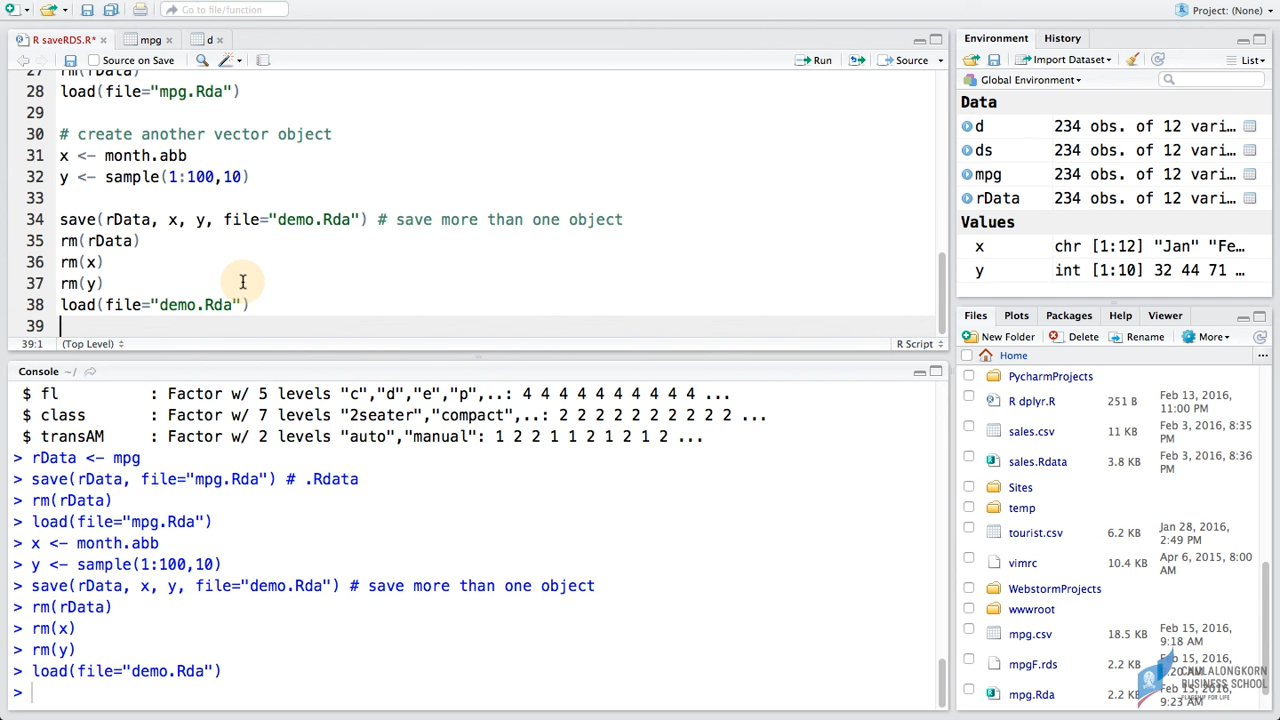 Go to file/function
Project: (None)
R saveRDS.R* × mpg × d ×
Source on Save
Run
Source
27 rm(rData)
28 load(file="mpg.Rda")
29
30 # create another vector object
31 x <- month.abb
32 y <- sample(1:100,10)
33
34 save(rData, x, y, file="demo.Rda") # save more than one object
35 rm(rData)
36 rm(x)
37 rm(y)
38 load(file="demo.Rda")
39
39:1 (Top Level)
R Script
Console ~/
$ fl : Factor w/ 5 levels "c","d","e","p",..: 4 4 4 4 4 4 4 4 4 4 ...
$ class : Factor w/ 7 levels "2seater","compact",..: 2 2 2 2 2 2 2 2 2 2 ...
$ transAM : Factor w/ 2 levels "auto","manual": 1 2 2 1 1 2 1 2 1 2 ...
> rData <- mpg
> save(rData, file="mpg.Rda") # .Rdata
> rm(rData)
> load(file="mpg.Rda")
> x <- month.abb
> y <- sample(1:100,10)
> save(rData, x, y, file="demo.Rda") # save more than one object
> rm(rData)
> rm(x)
> rm(y)
> load(file="demo.Rda")
>
Environment History
Import Dataset
List
Global Environment
Data
d 234 obs. of 12 vari…
ds 234 obs. of 12 vari…
mpg 234 obs. of 12 vari…
rData 234 obs. of 12 vari…
Values
x chr [1:12] "Jan" "Fe…
y int [1:10] 32 44 71 …
Files Plots Packages Help Viewer
New Folder Delete Rename More
Home
PycharmProjects
R dplyr.R 251 B Feb 13, 2016, 11:00 PM
sales.csv 11 KB Feb 3, 2016, 8:35 PM
sales.Rdata 3.8 KB Feb 3, 2016, 8:36 PM
Sites
temp
tourist.csv 6.2 KB Jan 28, 2016, 2:49 PM
vimrc 10.4 KB Apr 6, 2015, 8:00 AM
WebstormProjects
wwwroot
mpg.csv 18.5 KB Feb 15, 2016, 9:18 AM
mpgF.rds 2.2 KB Feb 15, 2016,
mpg.Rda 2.2 KB Feb 15, 2016, 9:23 AM
CHULALONGKORN
BUSINESS SCHOOL
FLAGSHIP FOR LIFE